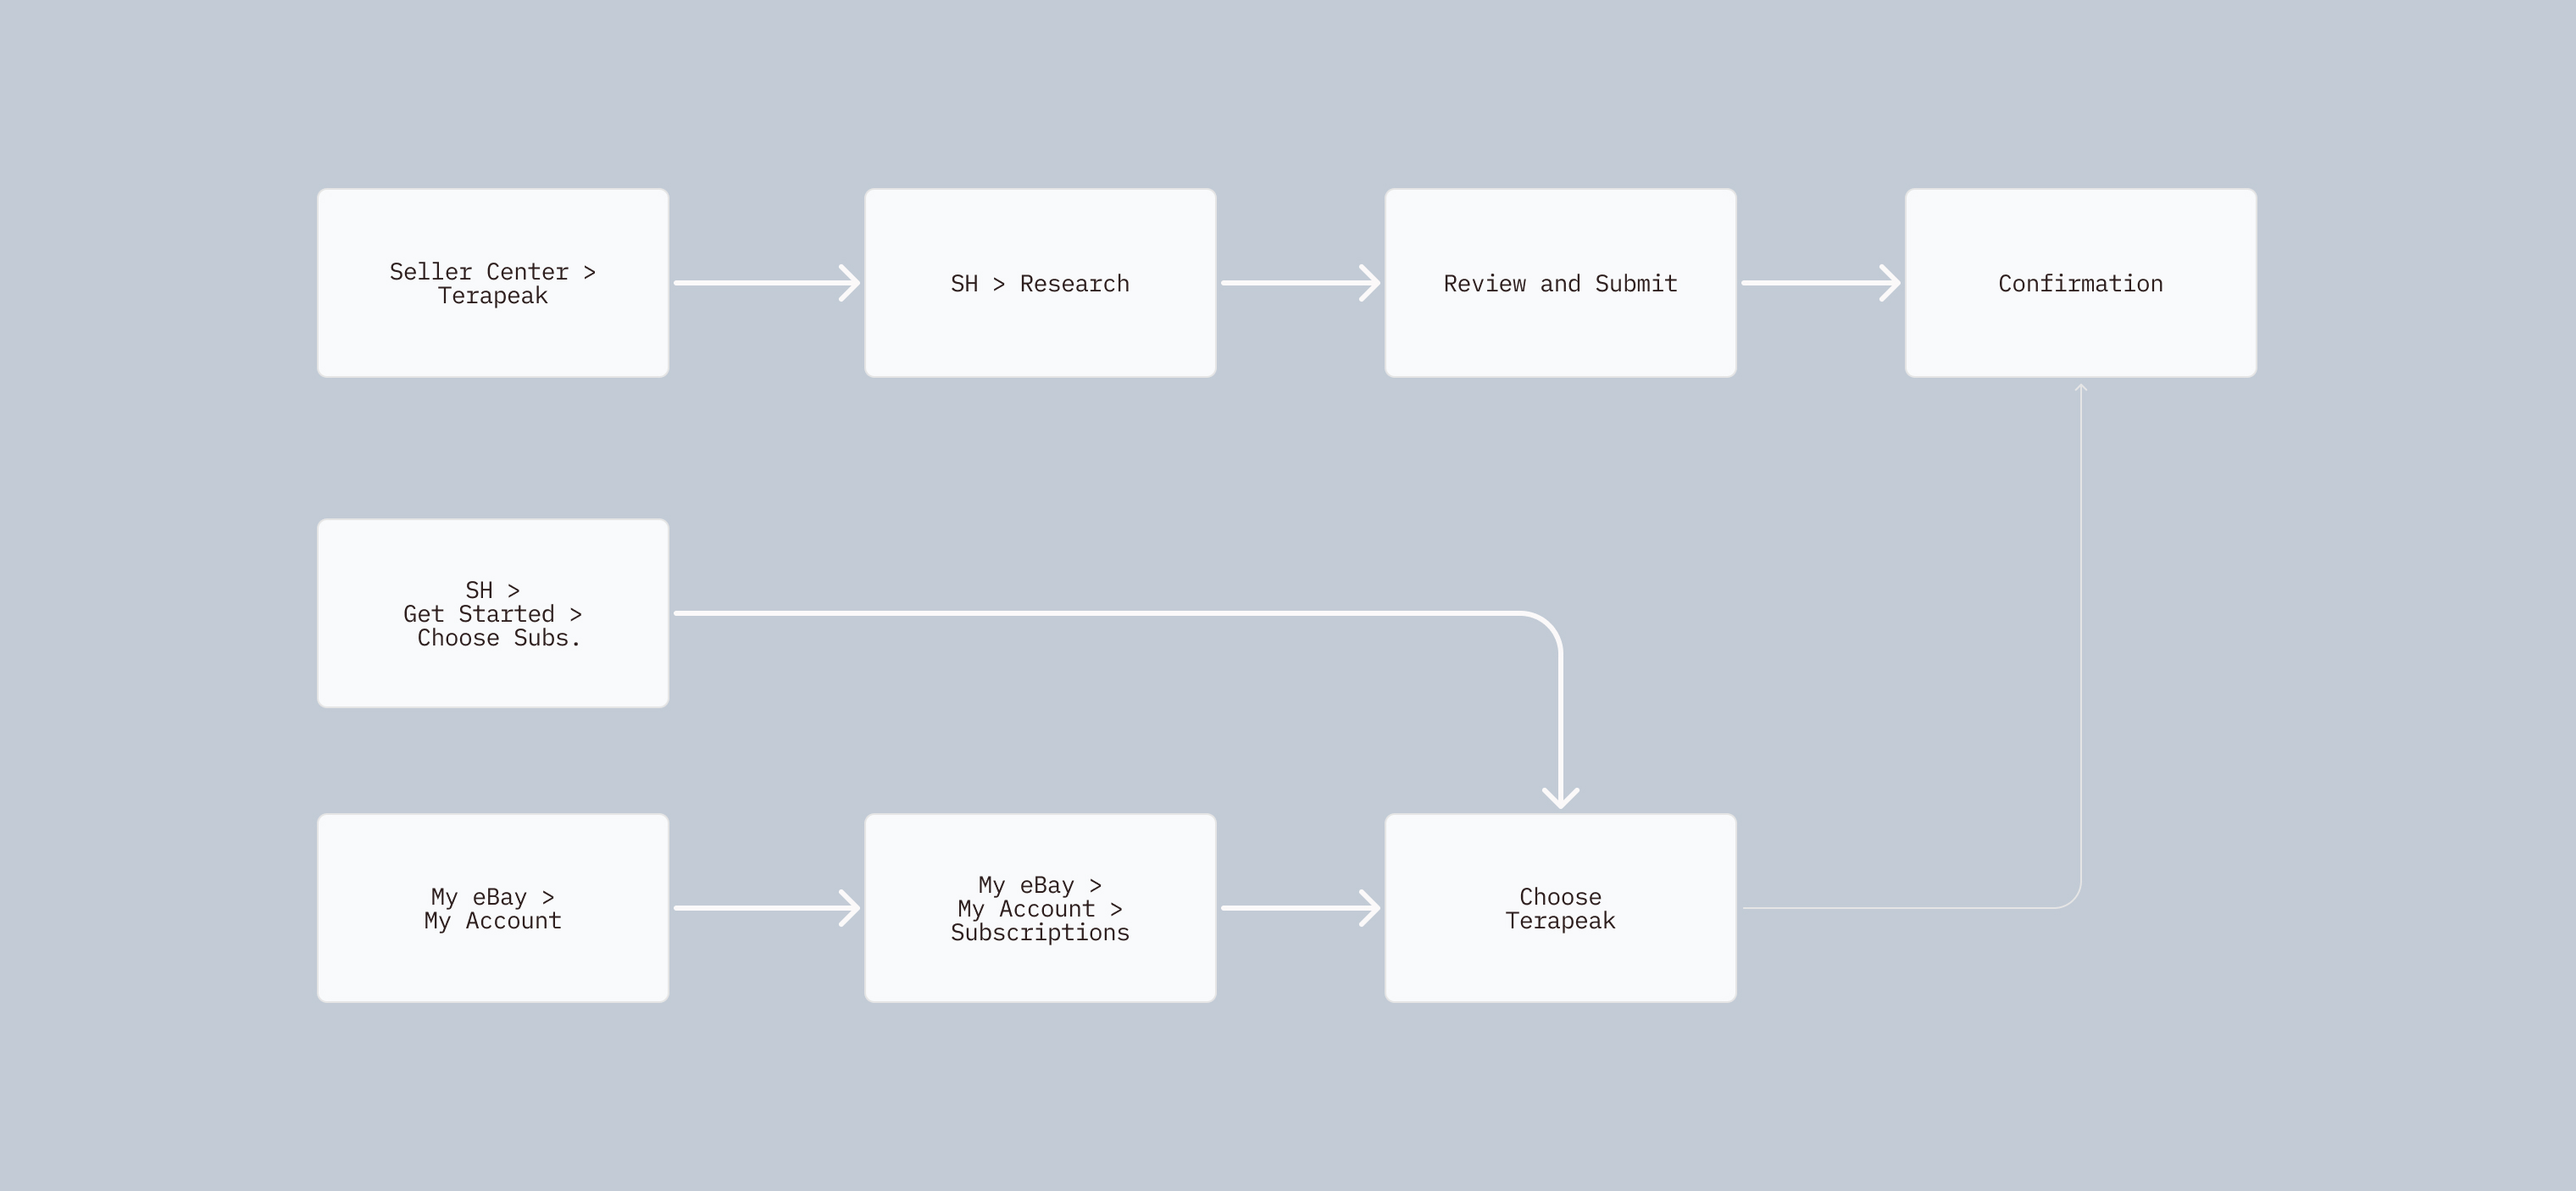 Seller Center >
Terapeak
SH > Research
Review and Submit
Confirmation
SH >
Get Started >
Choose Subs.
My eBay >
My Account
My eBay >
My Account >
Subscriptions
Choose
Terapeak